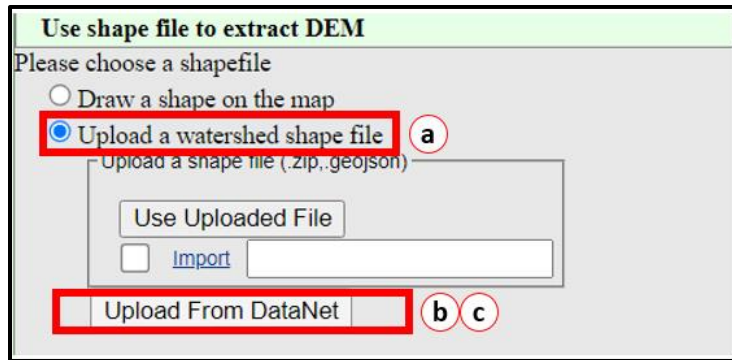 Use shape file to extract DEM
Please choose a shapefile
Draw a shape on the map
Upload a watershed shape file a
Upload a shape file (.zip,.geojson)
Use Uploaded File
Import
Upload From DataNet b c